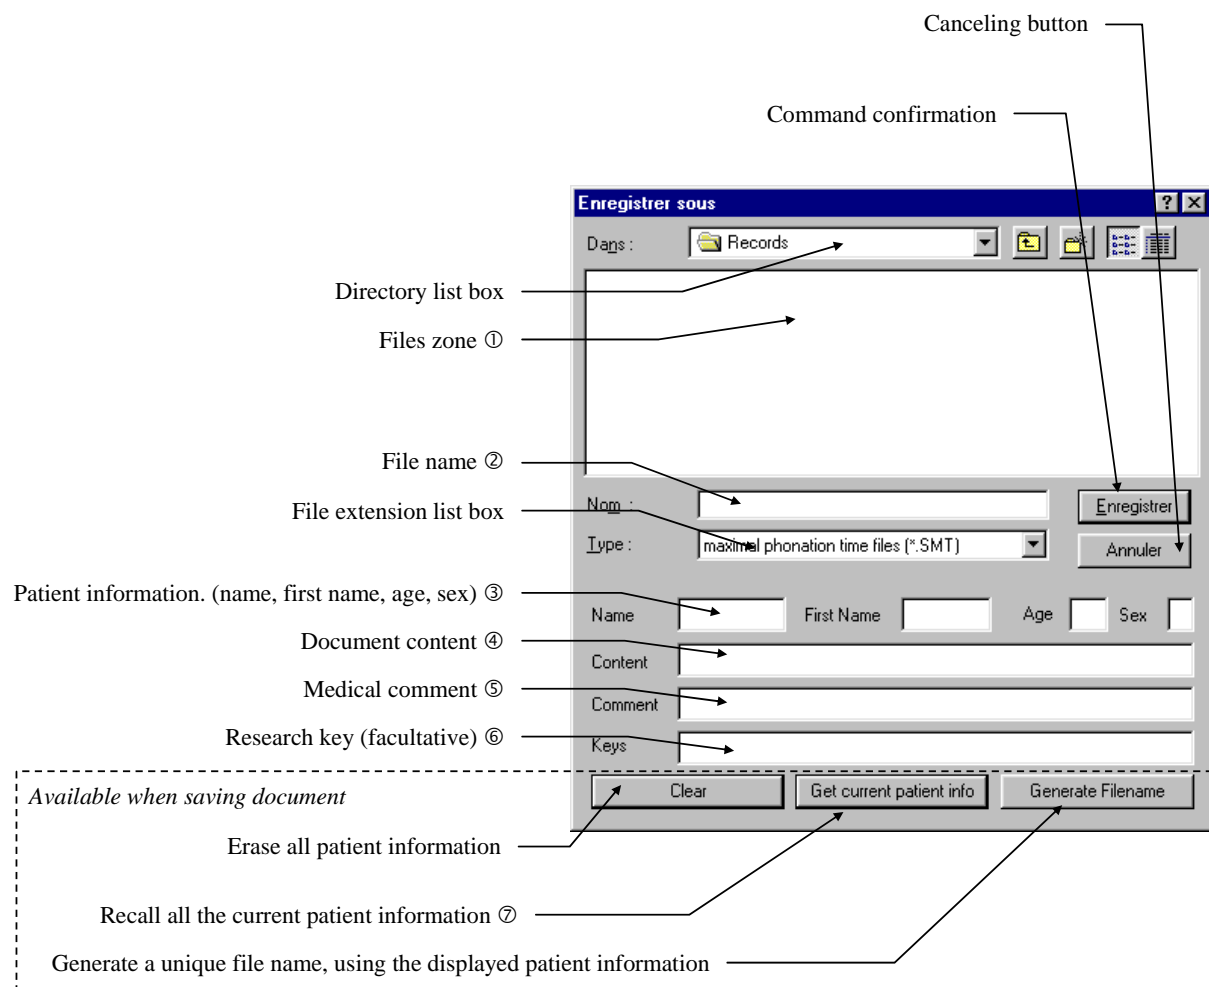 Canceling button
Command confirmation
Enregistrer sous
? ×
Dans : Records
Directory list box
Files zone ①
File name ②
Nom :
Enregistrer
File extension list box
Type : maximal phonation time files (*.SMT)
Annuler
Patient information. (name, first name, age, sex) ③
Name First Name Age Sex
Document content ④
Content
Medical comment ⑤
Comment
Research key (facultative) ⑥
Keys
Available when saving document
Clear Get current patient info Generate Filename
Erase all patient information
Recall all the current patient information ⑦
Generate a unique file name, using the displayed patient information